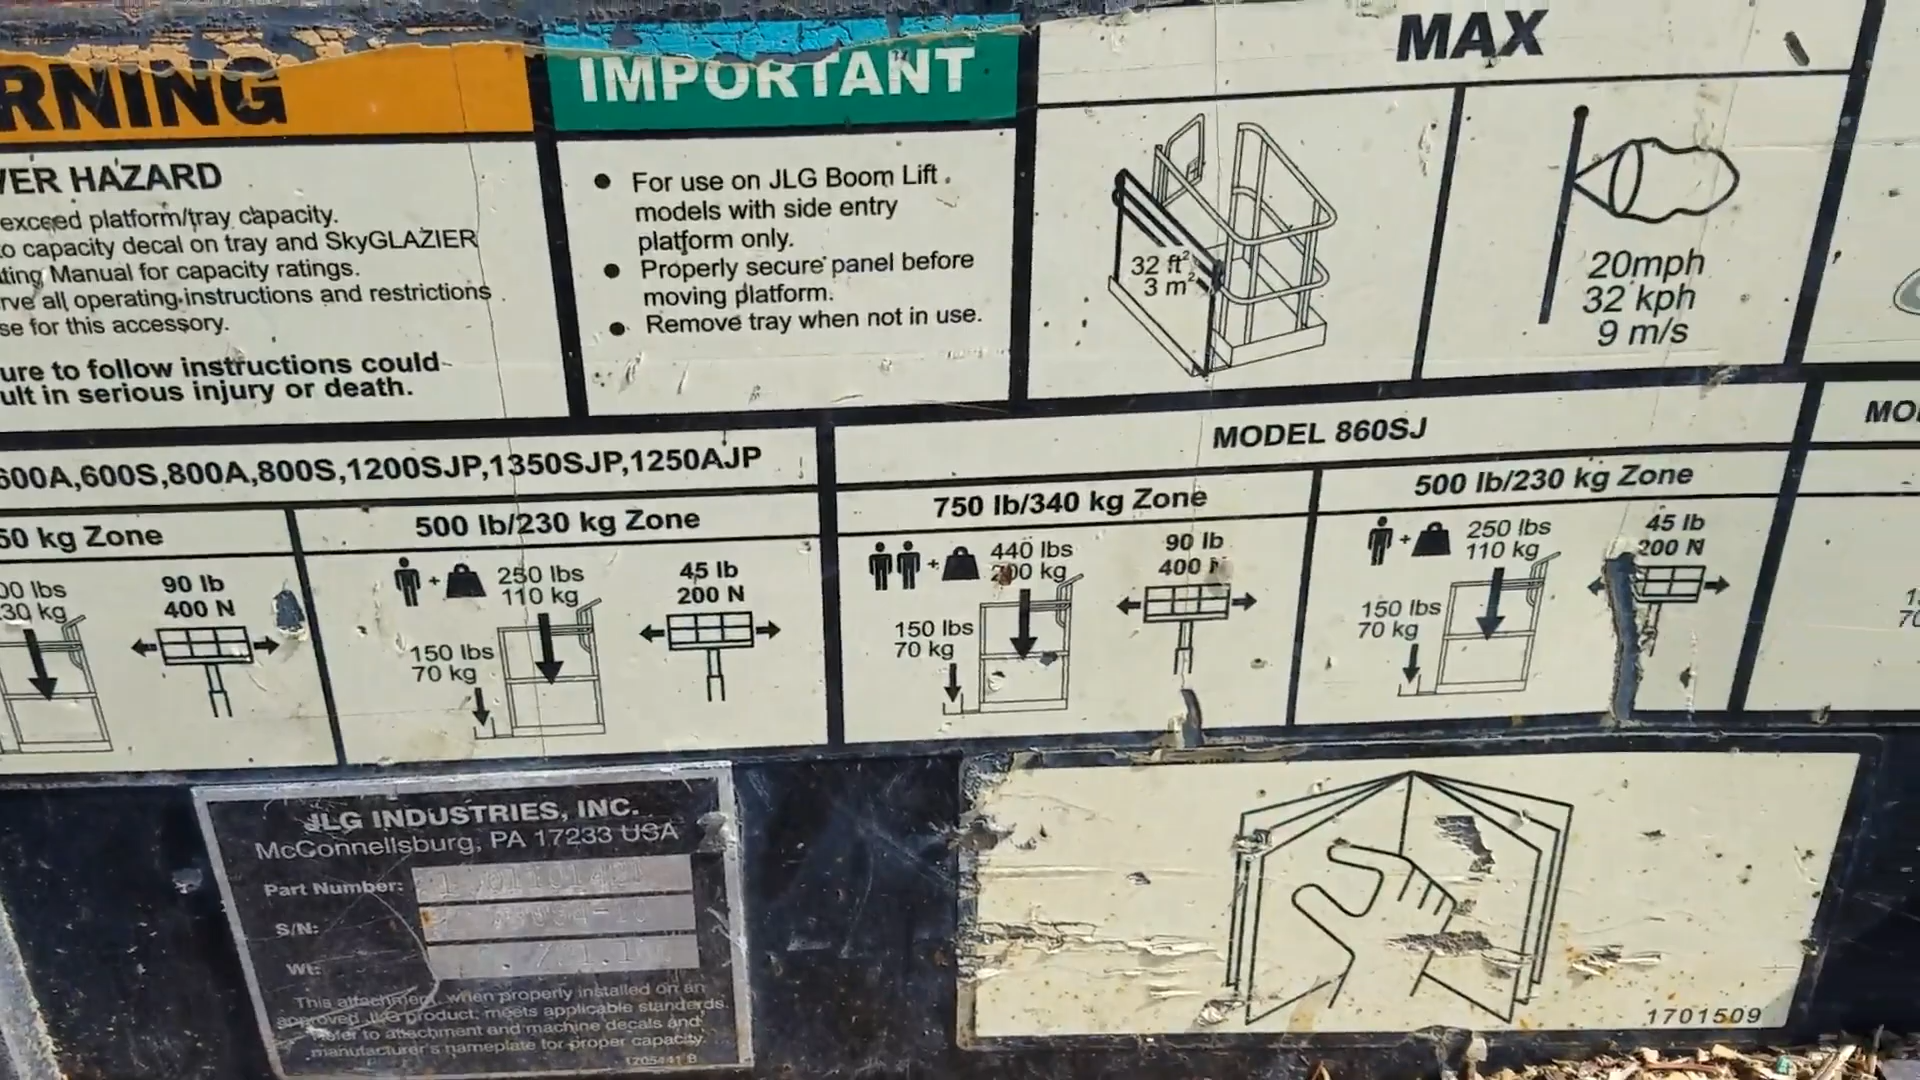 RNING
ER HAZARD
exceed platform/tray capacity.
o capacity decal on tray and SkyGLAZIER
ting Manual for capacity ratings.
rve all operating instructions and restrictions
se for this accessory.
ure to follow instructions could
ult in serious injury or death.
IMPORTANT
● For use on JLG Boom Lift
models with side entry
platform only.
● Properly secure panel before
moving platform.
● Remove tray when not in use.
MAX
32 ft²
3 m²
20mph
32 kph
9 m/s
600A,600S,800A,800S,1200SJP,1350SJP,1250AJP
50 kg Zone
00 lbs
30 kg
90 lb
400 N
500 lb/230 kg Zone
+
250 lbs
110 kg
150 lbs
70 kg
45 lb
200 N
MODEL 860SJ
750 lb/340 kg Zone
+
440 lbs
200 kg
150 lbs
70 kg
90 lb
400 N
500 lb/230 kg Zone
+
250 lbs
110 kg
150 lbs
70 kg
45 lb
200 N
MO
1
70
JLG INDUSTRIES, INC.
McConnellsburg, PA 17233 USA
Part Number:
S/N:
Wt:
This attachment, when properly installed on an
approved JLG product, meets applicable standards.
Refer to attachment and machine decals and
manufacturer's nameplate for proper capacity.
1705441 B
1701509